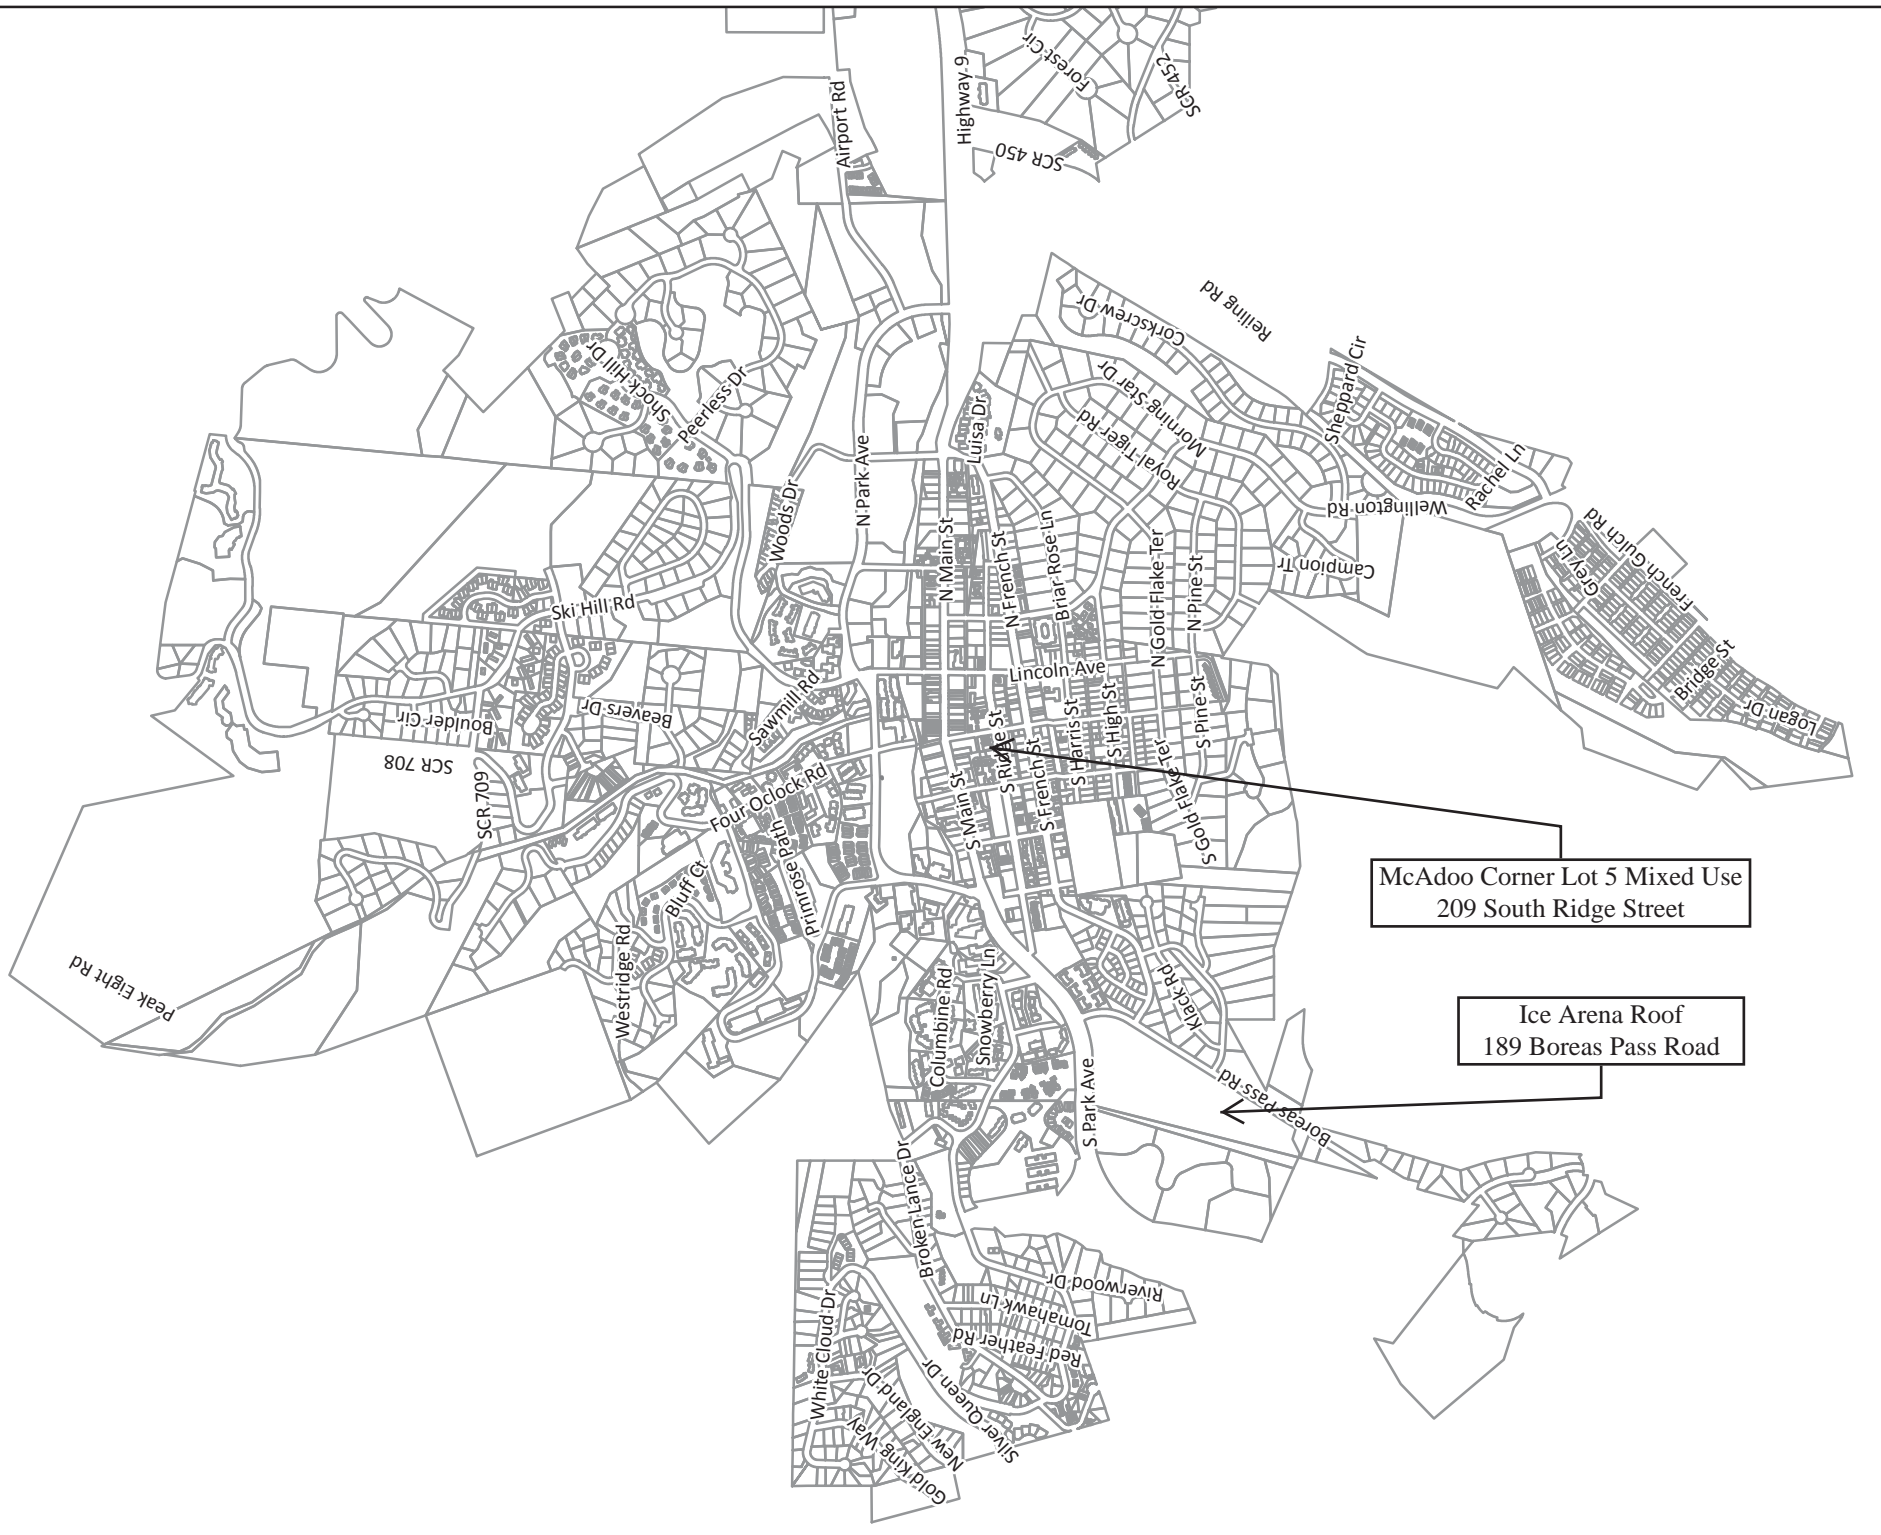 Highway 9
Forest Cir
SCR 452
SCR 450
Airport Rd
Reiling Rd
Corkscrew Dr
Sheppard Cir
Shock Hill Dr
Peerless Dr
Luisa Dr
Morning Star Dr
Royal Tiger Rd
Rachel Ln
Wellington Rd
N Park Ave
Woods Dr
N Main St
N French St
Briar Rose Ln
N Gold Flake Ter
N Pine St
Campion Tr
Grey Ln
French Gulch Rd
Ski Hill Rd
Bridge St
Logan Dr
Lincoln Ave
Boulder Cir
Beavers Dr
Sawmill Rd
SCR 708
SCR 709
S Ridge St
S French St
S Harris St
S High St
S Pine St
S Gold Flake Ter
S Main St
Four Oclock Rd
Primrose Path
Bluff Ct
Westridge Rd
Peak Eight Rd
McAdoo Corner Lot 5 Mixed Use
209 South Ridge Street
Columbine Rd
Snowberry Ln
Klack Rd
Ice Arena Roof
189 Boreas Pass Road
Boreas Pass Rd
S Park Ave
Broken Lance Dr
Riverwood Dr
Tomahawk Ln
Red Feather Rd
White Cloud Dr
Silver Queen Dr
New England Dr
Gold King Way